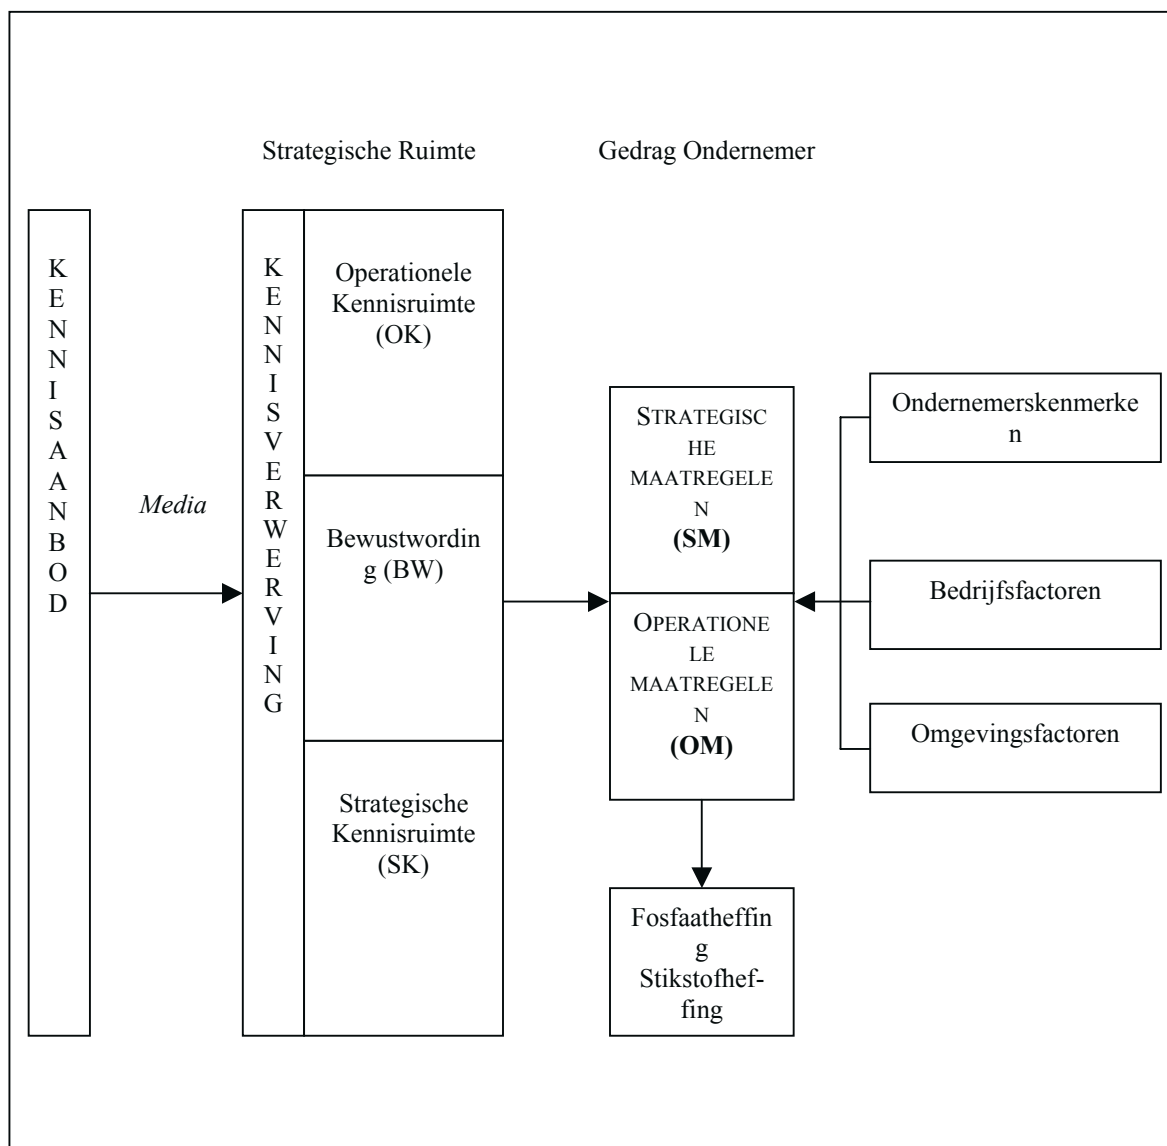 Strategische Ruimte
Gedrag Ondernemer
K
E
N
N
I
S
A
A
N
B
O
D
Media
K
E
N
N
I
S
V
E
R
W
E
R
V
I
N
G
Operationele
Kennisruimte
(OK)
Bewustwordin
g (BW)
Strategische
Kennisruimte
(SK)
STRATEGISC
HE
MAATREGELE
N
(SM)
OPERATIONE
LE
MAATREGELE
N
(OM)
Fosfaatheffin
g
Stikstofhef-
fing
Ondernemerskenmerke
n
Bedrijfsfactoren
Omgevingsfactoren